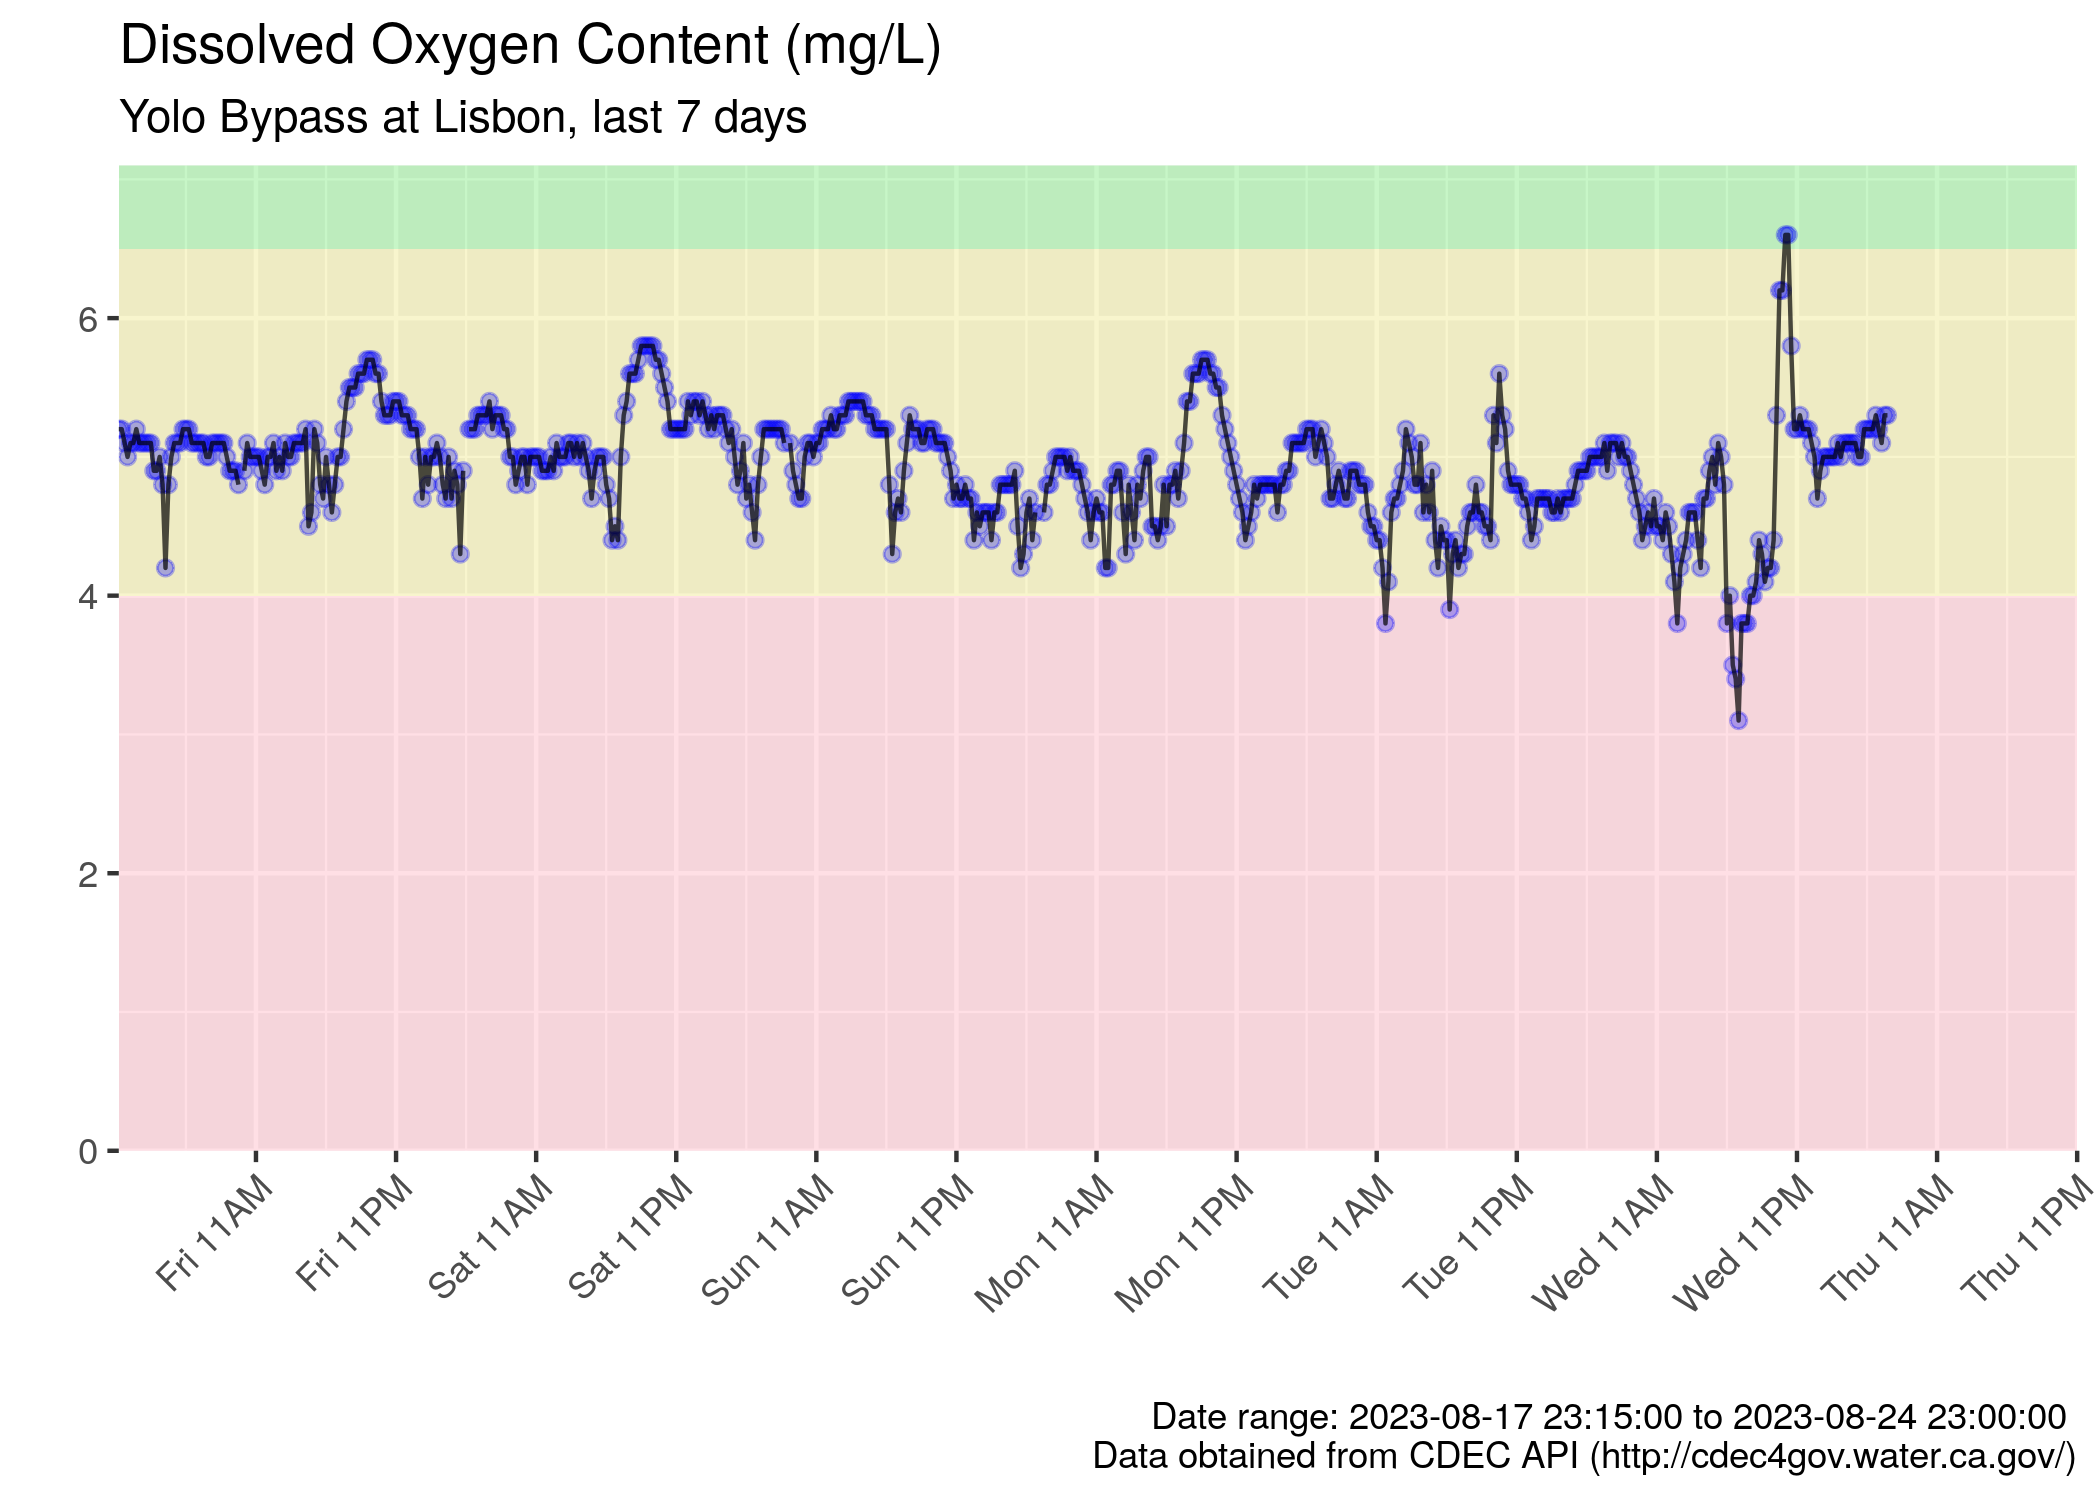 Dissolved Oxygen Content (mg/L)
Yolo Bypass at Lisbon, last 7 days
6
4
2
0
Fri 11AM
Fri 11PM
Sat 11AM
Sat 11PM
Sun 11AM
Sun 11PM
Mon 11AM
Mon 11PM
Tue 11AM
Tue 11PM
Wed 11AM
Wed 11PM
Thu 11AM
Thu 11PM
Date range: 2023-08-17 23:15:00 to 2023-08-24 23:00:00
Data obtained from CDEC API (http://cdec4gov.water.ca.gov/)